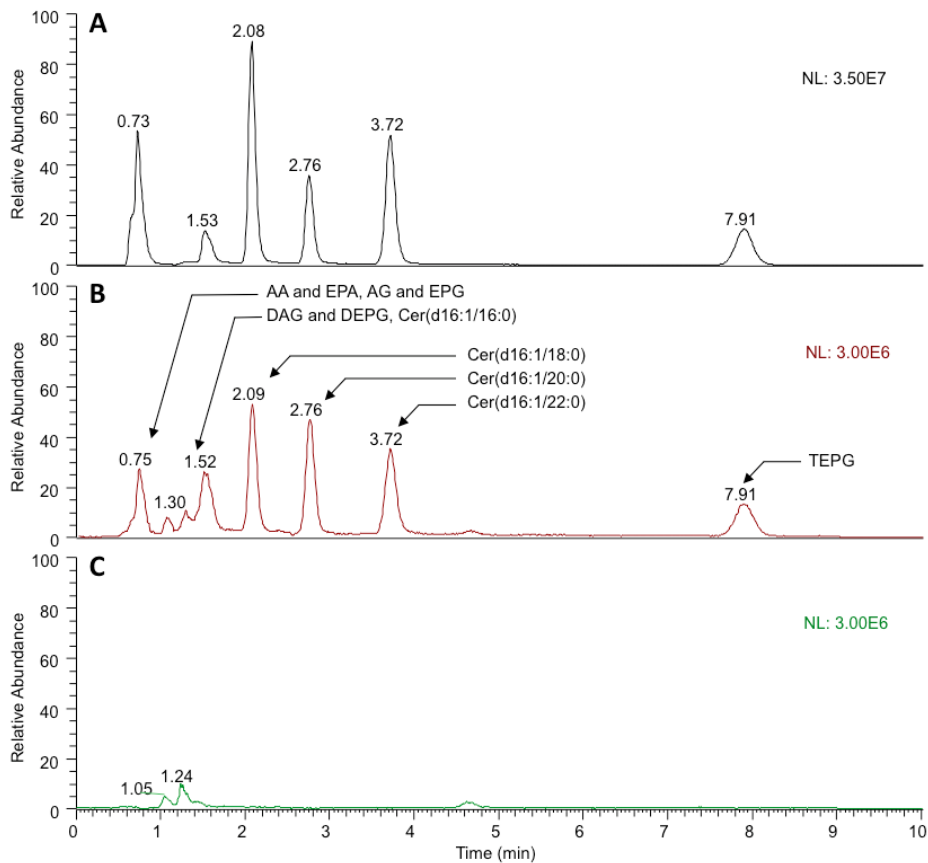 A
Relative Abundance
100
80
60
40
20
0
0.73
1.53
2.08
2.76
3.72
7.91
NL: 3.50E7
B
Relative Abundance
100
80
60
40
20
0
AA and EPA, AG and EPG
DAG and DEPG, Cer(d16:1/16:0)
Cer(d16:1/18:0)
Cer(d16:1/20:0)
Cer(d16:1/22:0)
TEPG
NL: 3.00E6
0.75
1.30
1.52
2.09
2.76
3.72
7.91
C
Relative Abundance
100
80
60
40
20
0
NL: 3.00E6
1.05
1.24
0 1 2 3 4 5 6 7 8 9 10
Time (min)